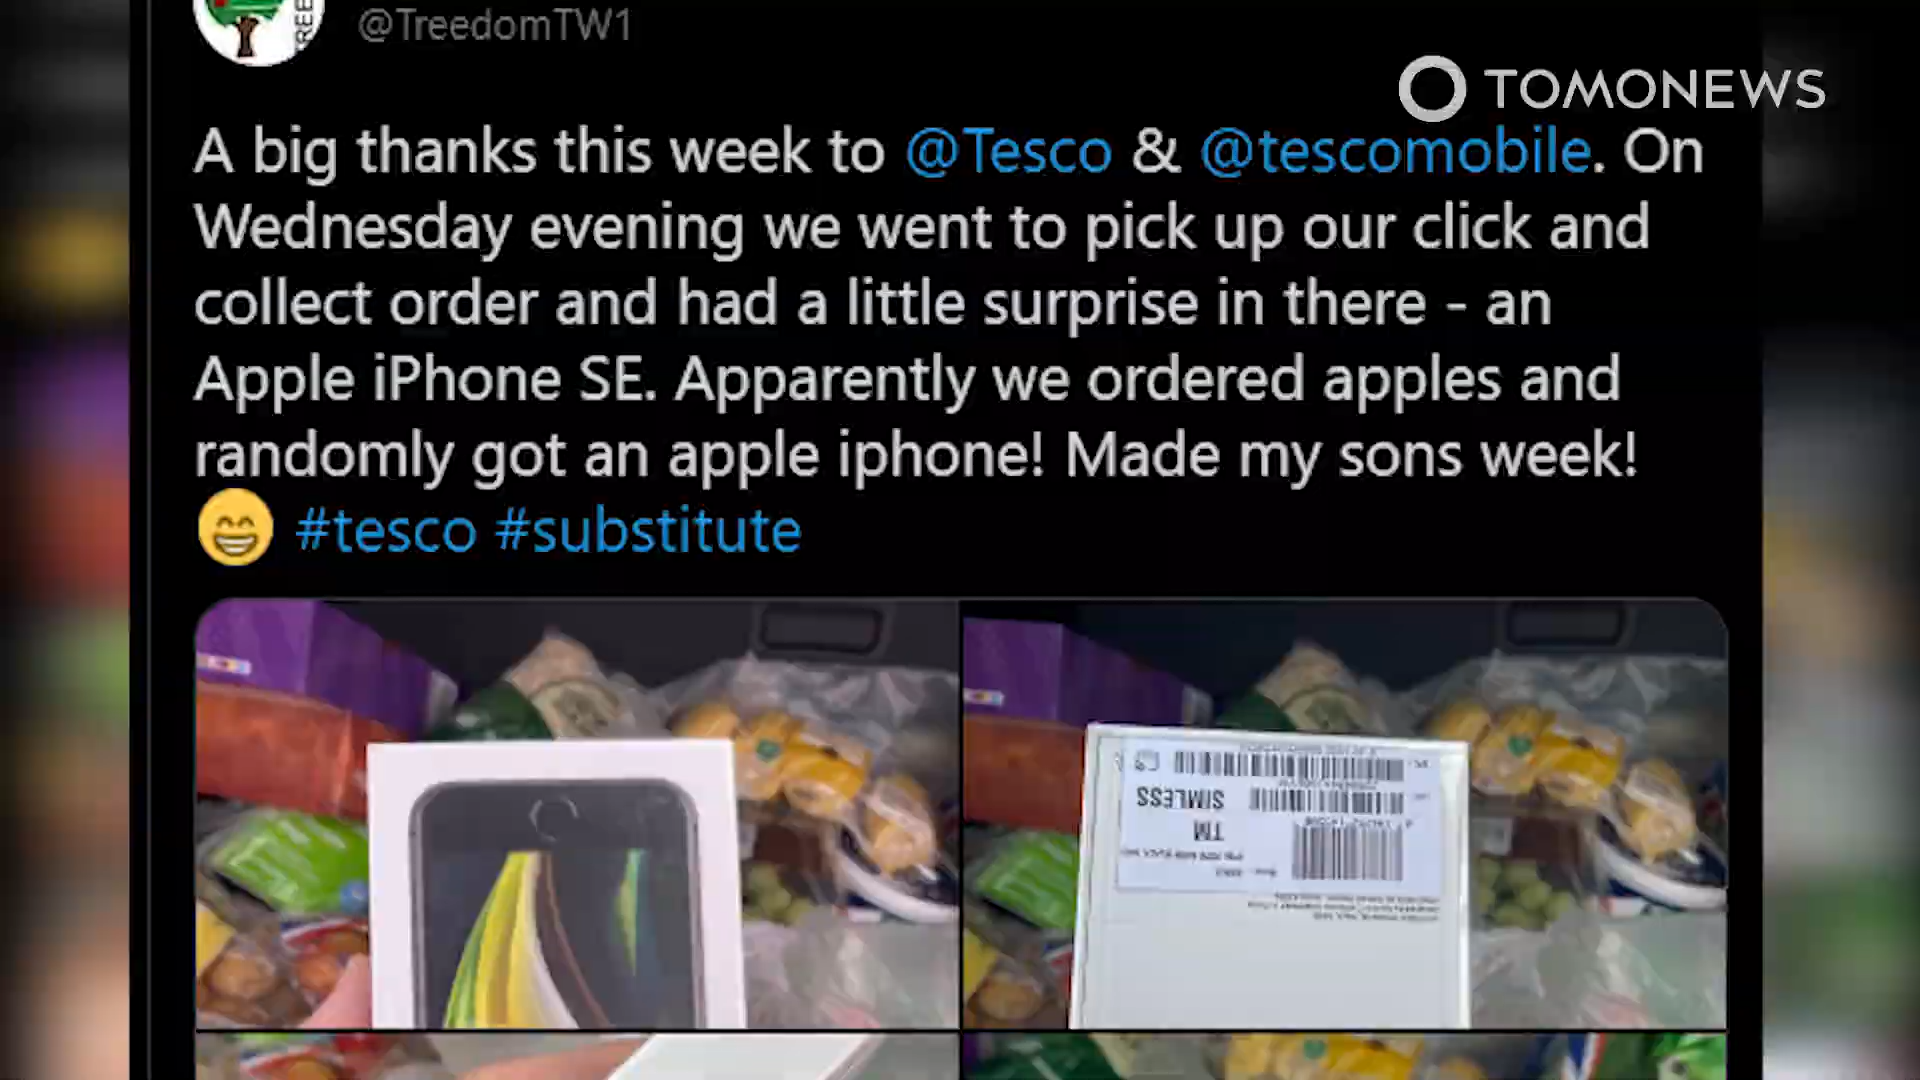 @TreedomTW1
TOMONEWS
A big thanks this week to @Tesco & @tescomobile. On
Wednesday evening we went to pick up our click and
collect order and had a little surprise in there - an
Apple iPhone SE. Apparently we ordered apples and
randomly got an apple iphone! Made my sons week!
#tesco #substitute
SIMLESS
TM